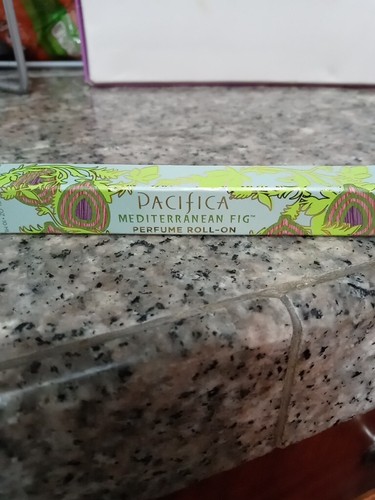 PACIFICA
MEDITERRANEAN FIG™
PERFUME ROLL-ON